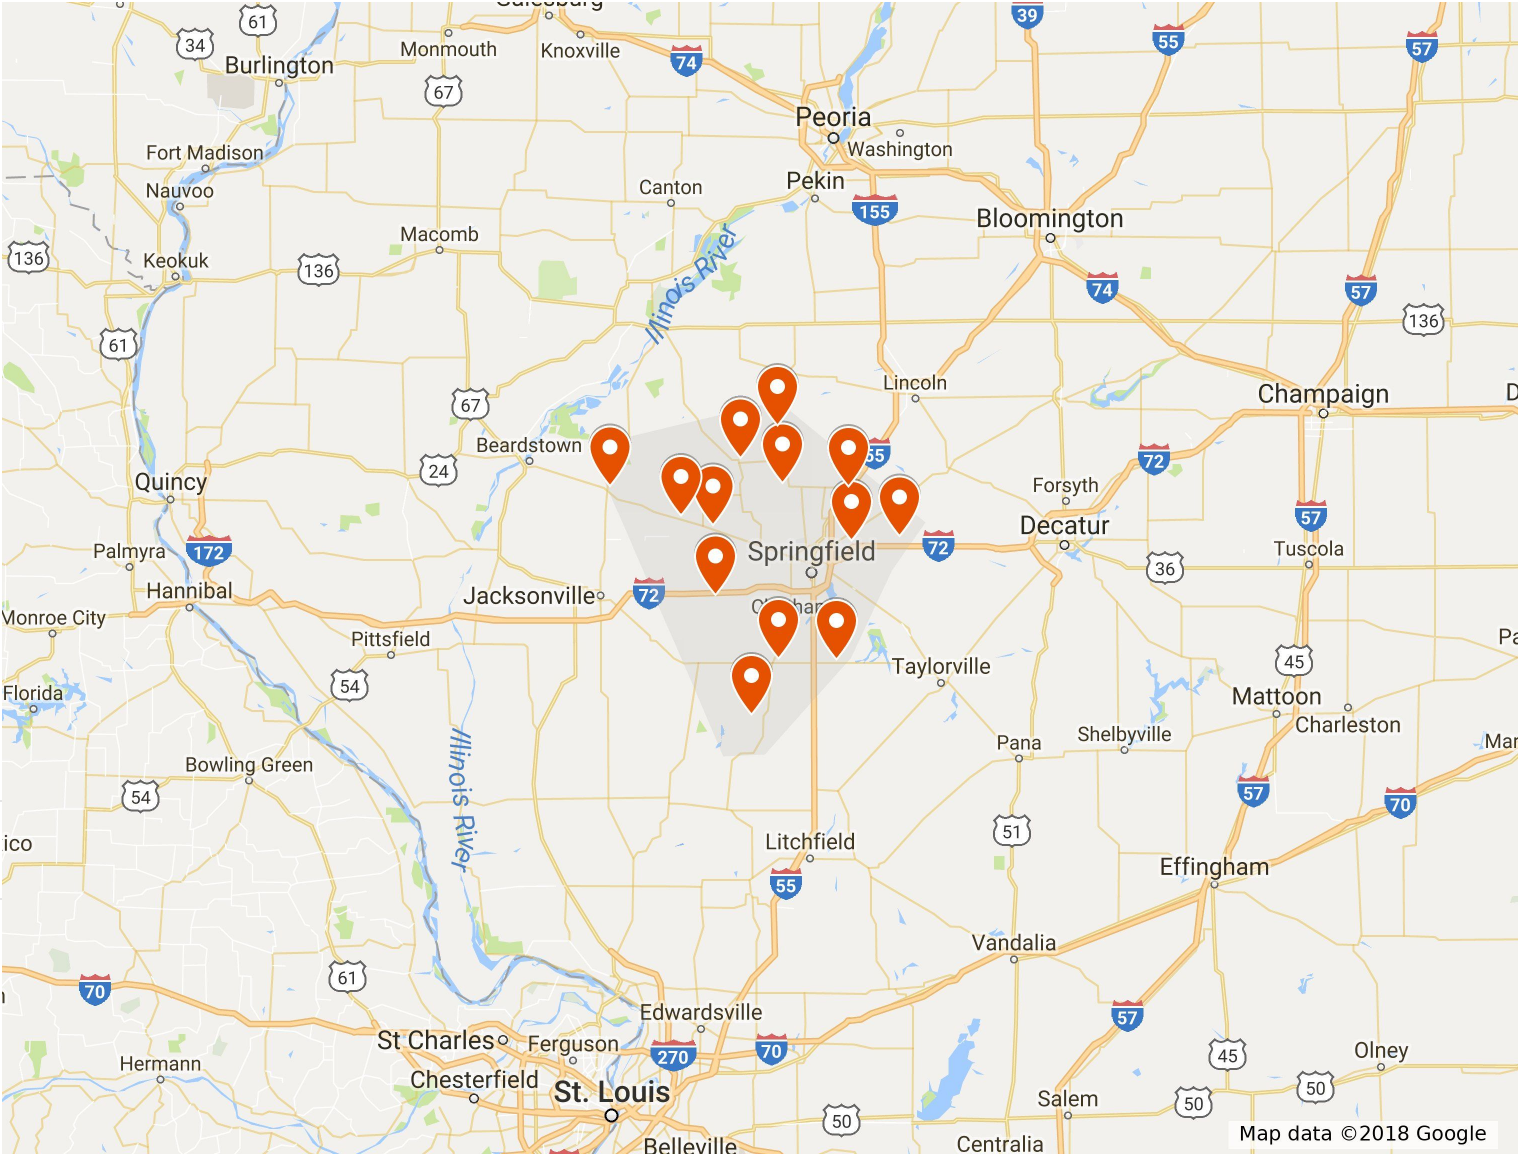 61
39
34
Monmouth
Knoxville
55
57
Burlington
74
67
Peoria
Washington
Fort Madison
Nauvoo
Canton
Pekin
155
Bloomington
Macomb
136
Keokuk
136
Illinois River
74
57
136
61
Lincoln
Champaign
67
Beardstown
24
55
72
Quincy
Forsyth
57
Decatur
Palmyra
172
Springfield
72
Tuscola
36
Hannibal
Jacksonville
72
Monroe City
Pittsfield
54
Taylorville
45
Florida
Mattoon
Charleston
Illinois River
Pana
Shelbyville
Bowling Green
54
57
70
51
Litchfield
55
Effingham
Vandalia
61
70
Edwardsville
57
St Charles
Ferguson
270
70
45
Olney
Hermann
Chesterfield
St. Louis
Salem
50
50
50
Belleville
Centralia
Map data ©2018 Google